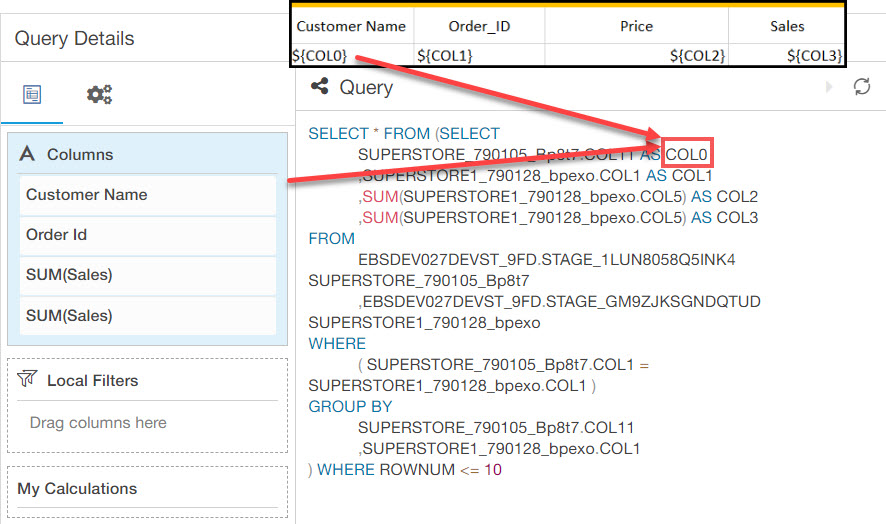 Customer Name Order_ID Price Sales
${COL0} ${COL1} ${COL2} ${COL3}
Query Details
Columns
Customer Name
Order Id
SUM(Sales)
SUM(Sales)
Local Filters
Drag columns here
My Calculations
Query
SELECT * FROM (SELECT
SUPERSTORE_790105_Bp8t7.COL11 AS COL0
,SUPERSTORE1_790128_bpexo.COL1 AS COL1
,SUM(SUPERSTORE1_790128_bpexo.COL5) AS COL2
,SUM(SUPERSTORE1_790128_bpexo.COL5) AS COL3
FROM
EBSDEV027DEVST_9FD.STAGE_1LUN8058Q5INK4
SUPERSTORE_790105_Bp8t7
,EBSDEV027DEVST_9FD.STAGE_GM9ZJKSGNDQTUD
SUPERSTORE1_790128_bpexo
WHERE
( SUPERSTORE_790105_Bp8t7.COL1 =
SUPERSTORE1_790128_bpexo.COL1 )
GROUP BY
SUPERSTORE_790105_Bp8t7.COL11
,SUPERSTORE1_790128_bpexo.COL1
) WHERE ROWNUM <= 10